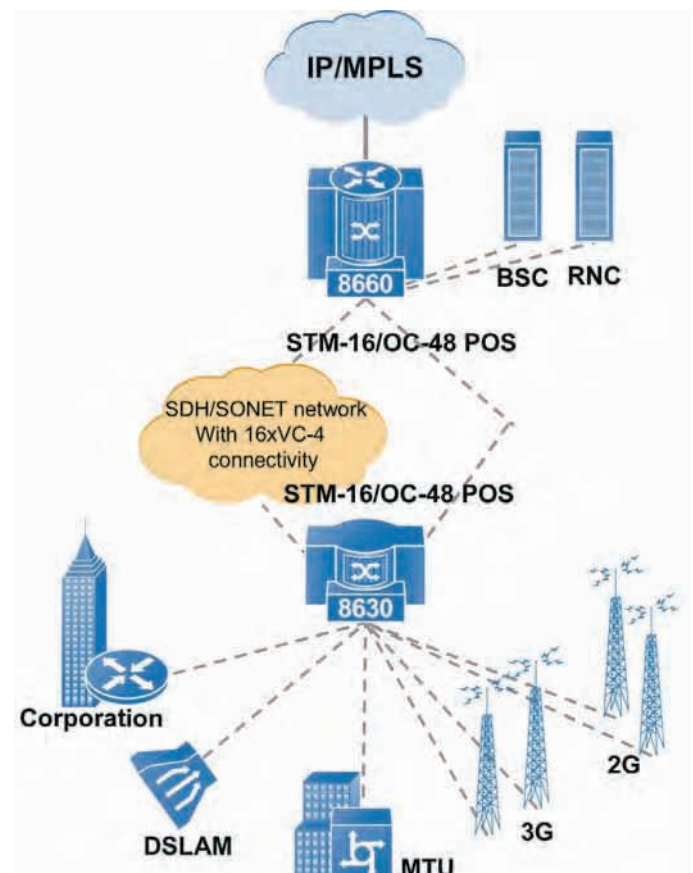 IP/MPLS
8660
BSC
RNC
STM-16/OC-48 POS
SDH/SONET network
With 16xVC-4
connectivity
STM-16/OC-48 POS
8630
Corporation
2G
3G
DSLAM
MTU